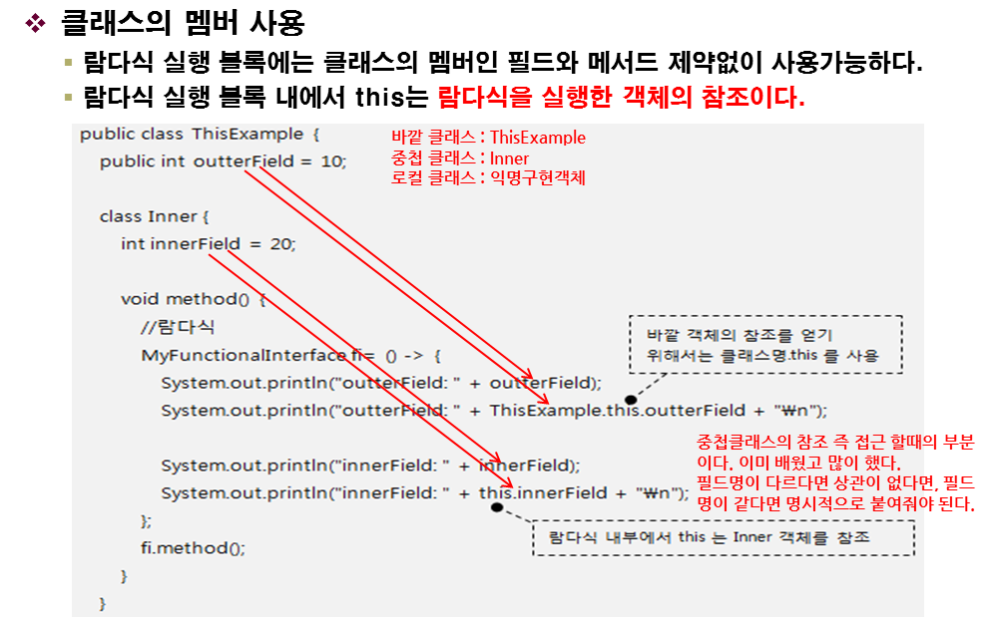 ❖ 클래스의 멤버 사용
▪ 람다식 실행 블록에는 클래스의 멤버인 필드와 메서드 제약없이 사용가능하다.
▪ 람다식 실행 블록 내에서 this는 람다식을 실행한 객체의 참조이다.
public class ThisExample {
public int outterField = 10;
바깥 클래스 : ThisExample
중첩 클래스 : Inner
로컬 클래스 : 익명구현객체
class Inner {
int innerField = 20;
void method() {
//람다식
MyFunctionalInterface fi= () -> {
System.out.println("outterField: " + outterField);
System.out.println("outterField: " + ThisExample.this.outterField + "₩n");
바깥 객체의 참조를 얻기
위해서는 클래스명.this 를 사용
System.out.println("innerField: " + innerField);
System.out.println("innerField: " + this.innerField + "₩n");
중첩클래스의 참조 즉 접근 할때의 부분
이다. 이미 배웠고 많이 했다.
필드명이 다르다면 상관이 없다면, 필드
명이 같다면 명시적으로 붙여줘야 된다.
람다식 내부에서 this 는 Inner 객체를 참조
};
fi.method();
}
}